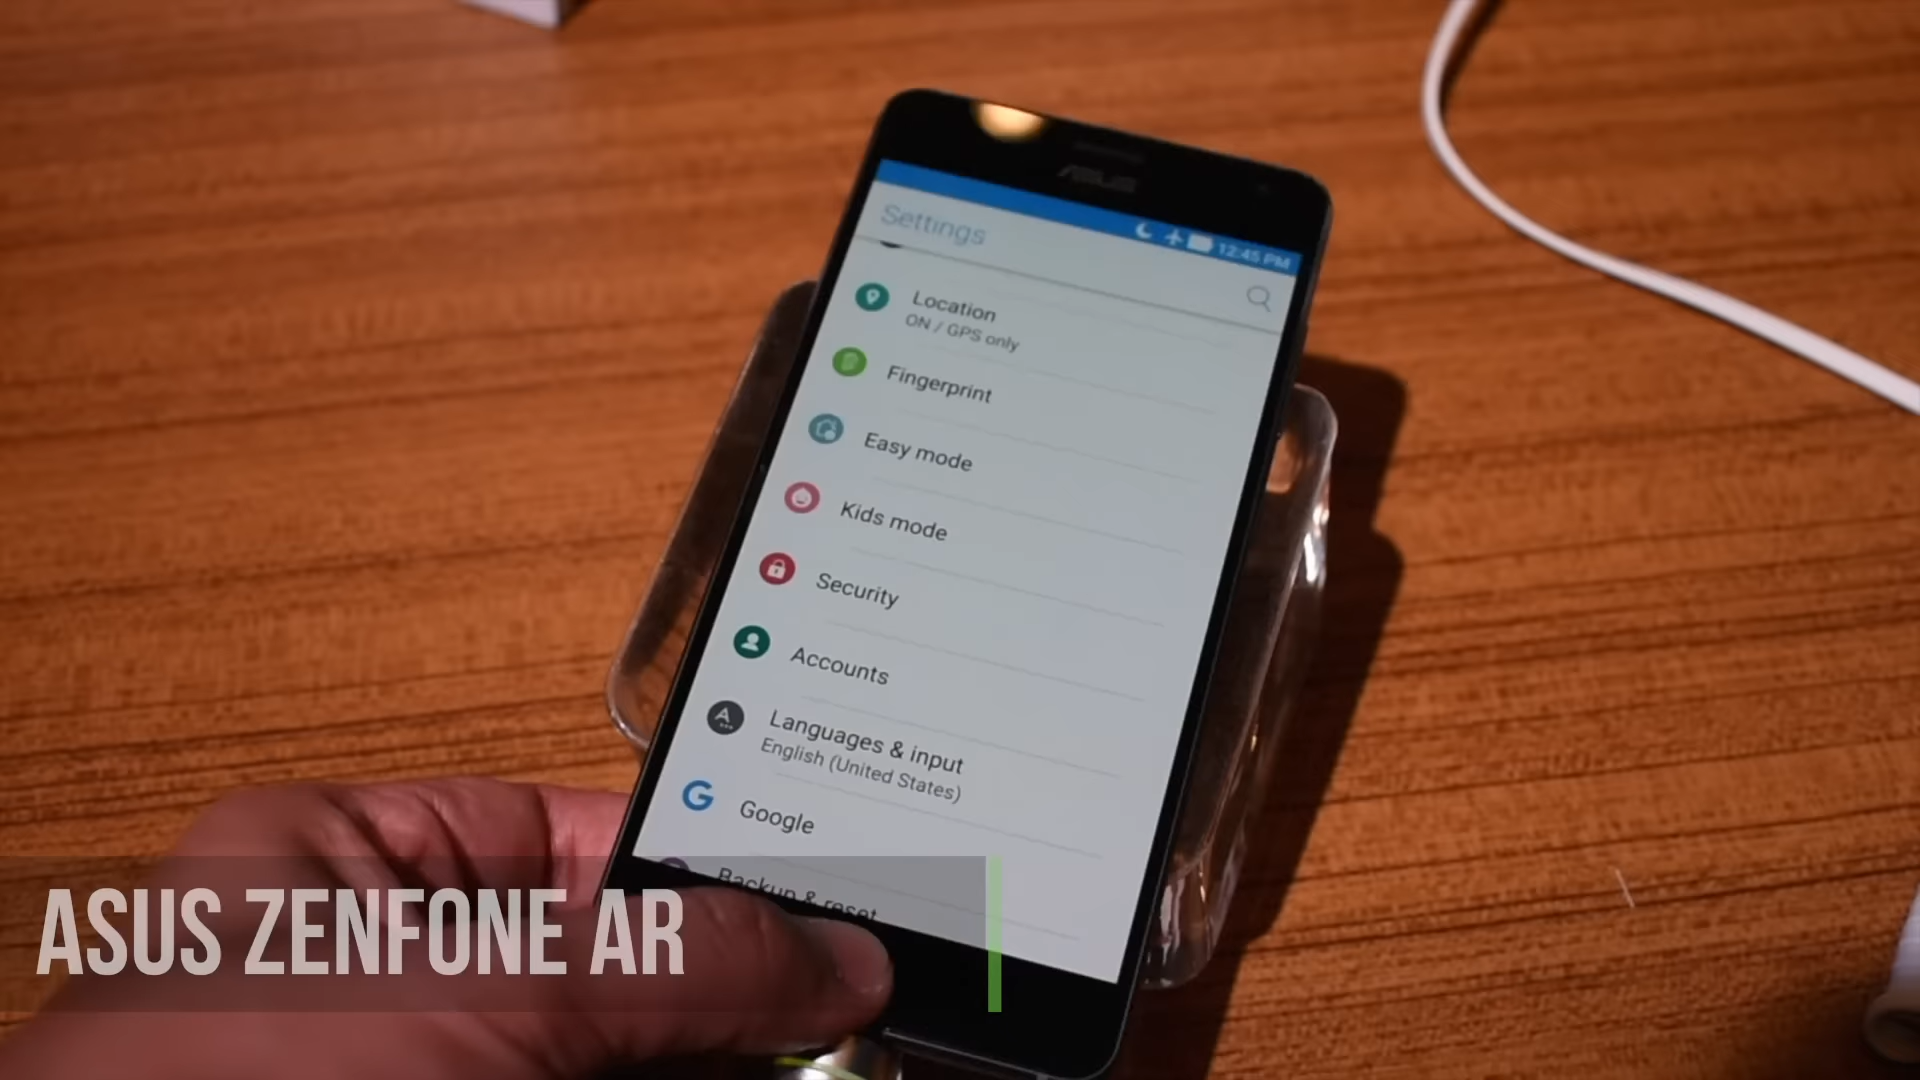 ASUS
12:45 PM
Settings
Location
ON / GPS only
Fingerprint
Easy mode
Kids mode
Security
Accounts
Languages & input
English (United States)
Google
Backup & reset
ASUS ZENFONE AR